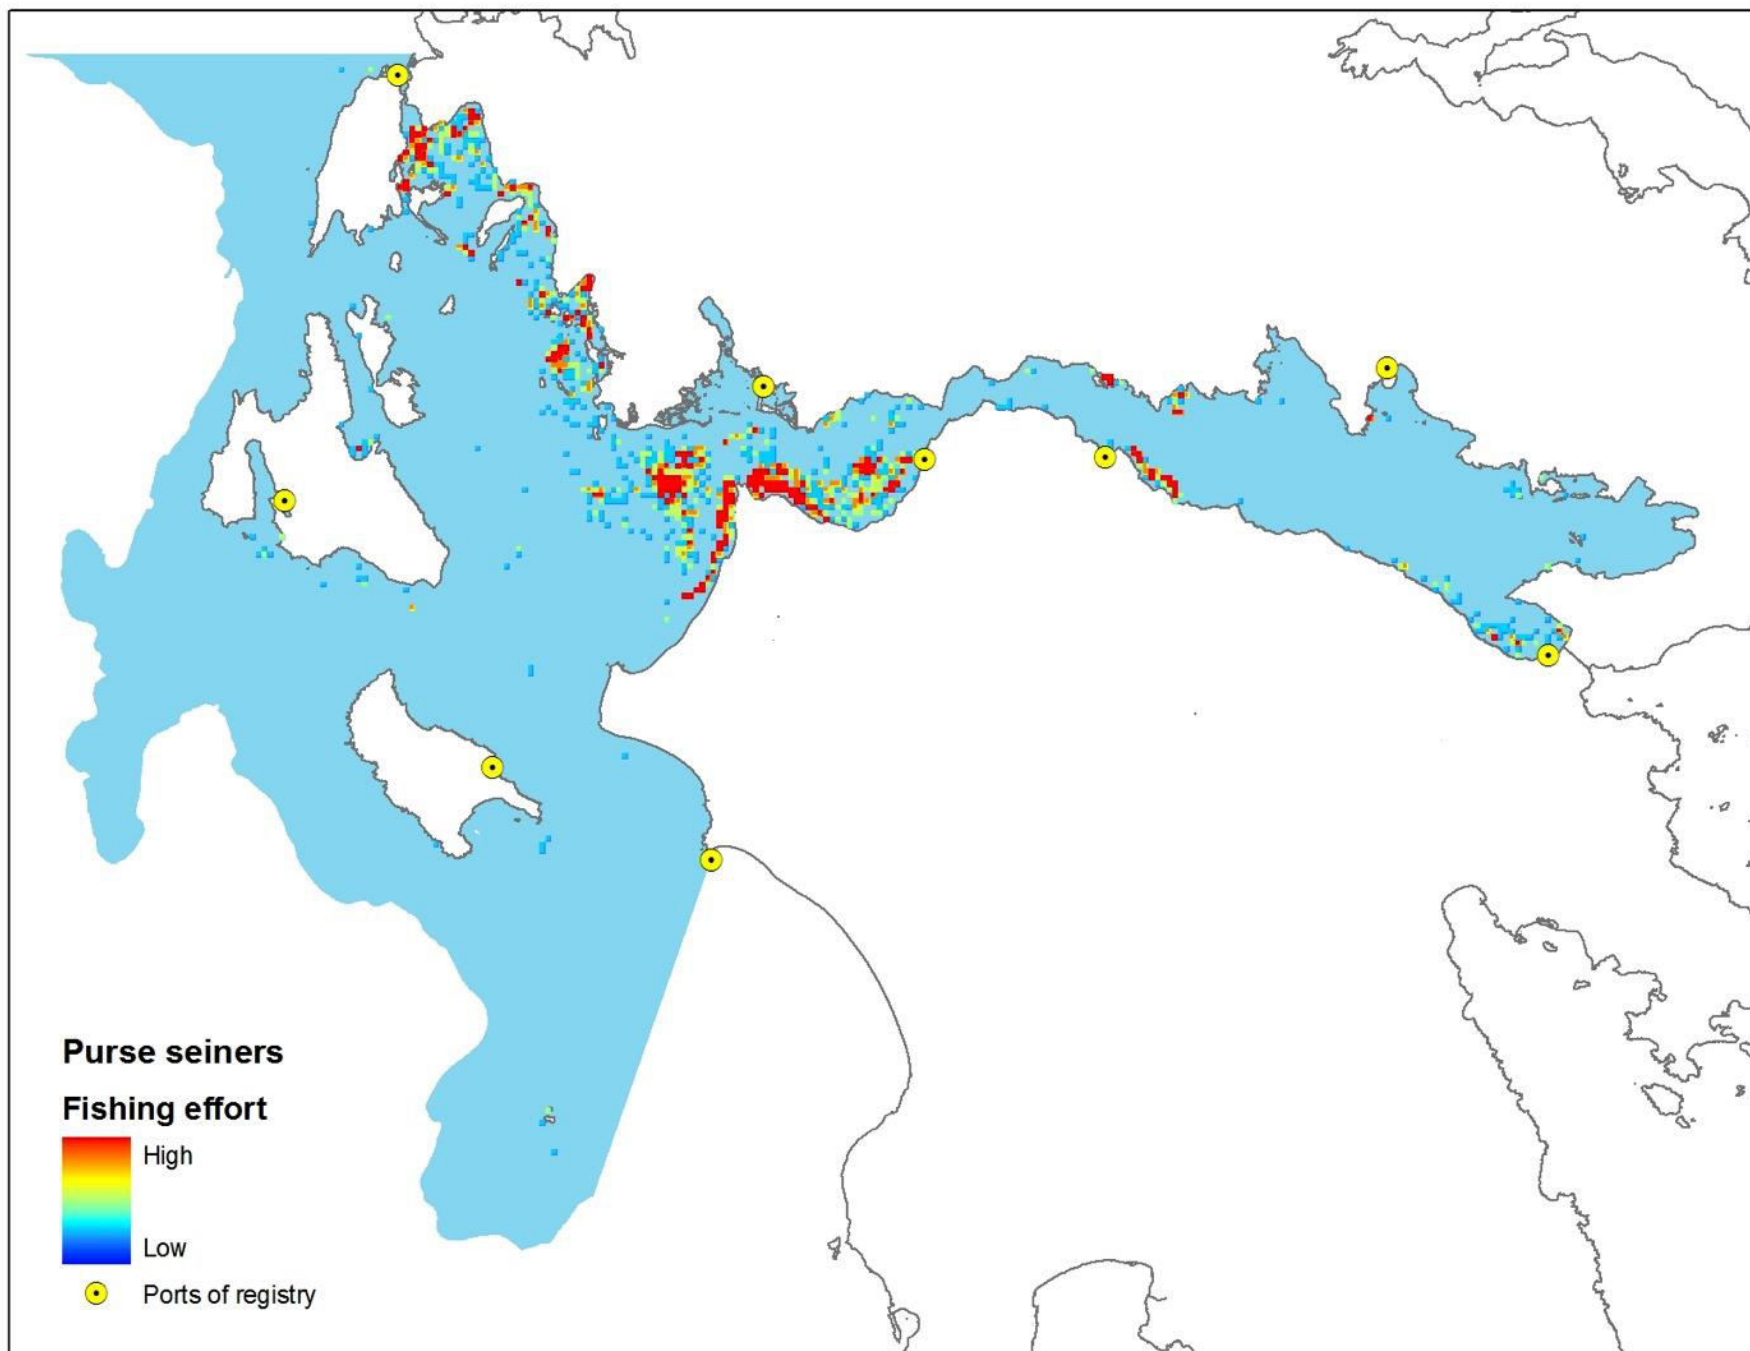 Purse seiners
Fishing effort
High
Low
Ports of registry